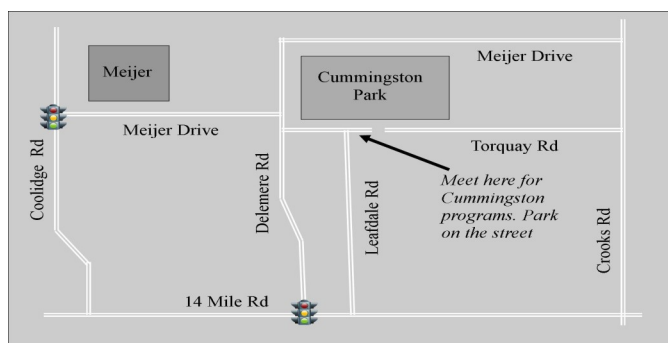 Meijer
Meijer Drive
Cummingston
Park
Meijer Drive
Torquay Rd
Coolidge Rd
Delemere Rd
Leafdale Rd
Meet here for
Cummingston
programs. Park
on the street
Crooks Rd
14 Mile Rd